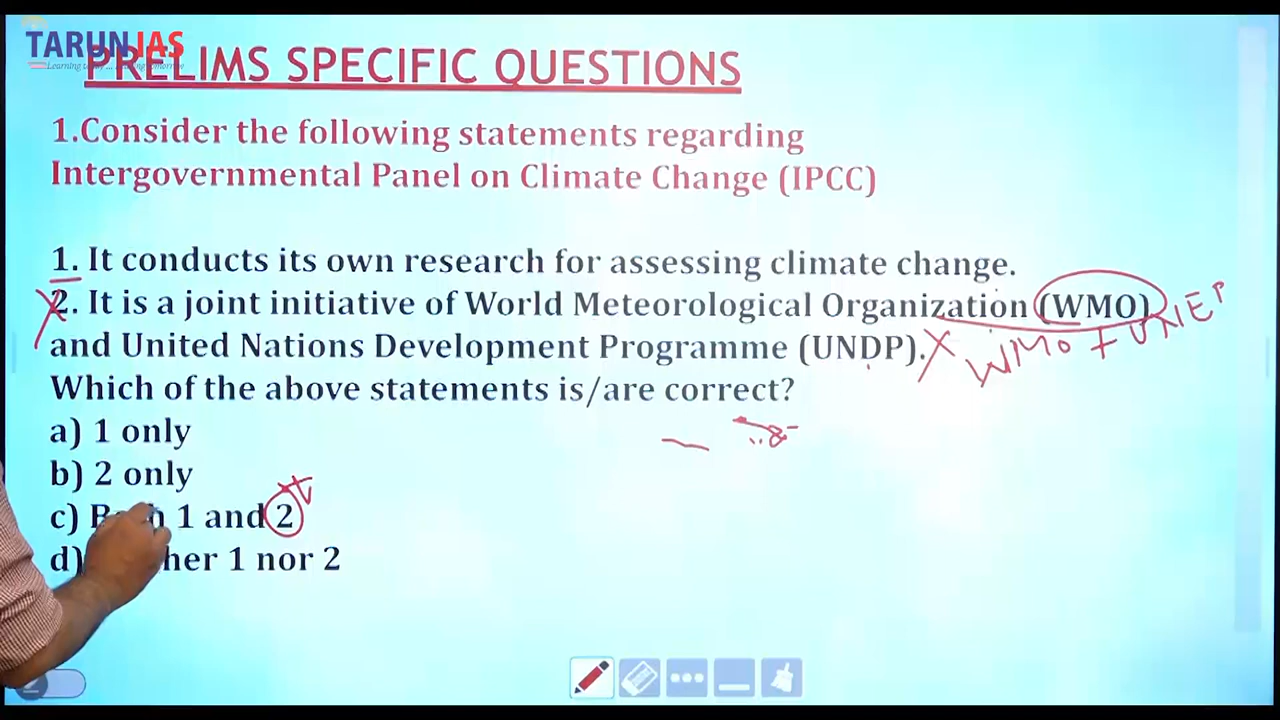 TARUN IAS
PRELIMS SPECIFIC QUESTIONS
1.Consider the following statements regarding
Intergovernmental Panel on Climate Change (IPCC)
1. It conducts its own research for assessing climate change.
2. It is a joint initiative of World Meteorological Organization (WMO)
and United Nations Development Programme (UNDP).
WMO + UNEP
Which of the above statements is/are correct?
a) 1 only
b) 2 only
c) Both 1 and 2
d) 1 nor 2